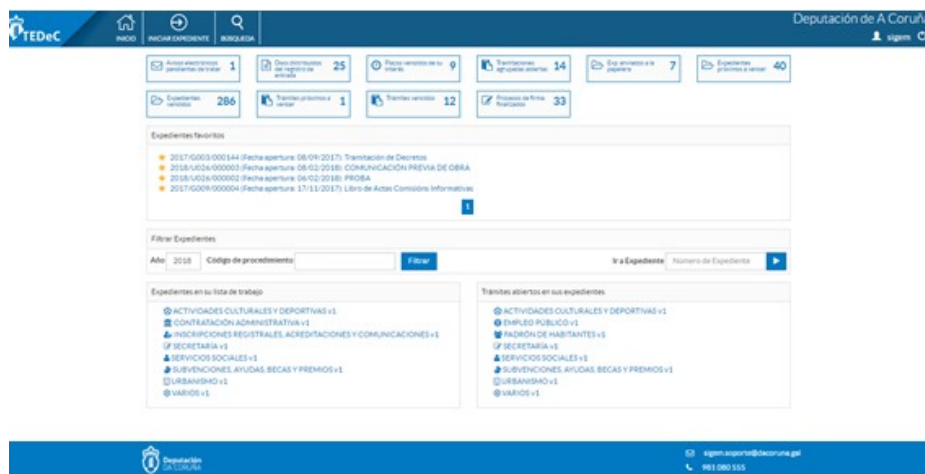 TEDeC
INICIO
INICIAR EXPEDIENTE
BÚSQUEDA
Deputación de A Coruña
sigem
Avisos electrónicos pendientes de tratar 1
Docs distribuidos del registro de entrada 25
Plazos vencidos de su interés 9
Tramitaciones agrupadas abiertas 14
Exp. enviados a la papelera 7
Expedientes próximos a vencer 40
Expedientes vencidos 286
Trámites próximos a vencer 1
Trámites vencidos 12
Procesos de firma finalizados 33
Expedientes favoritos
2017/G003/000144 (Fecha apertura: 08/09/2017): Tramitación de Decretos
2018/U026/000003 (Fecha apertura: 08/02/2018): COMUNICACIÓN PREVIA DE OBRA
2018/U026/000002 (Fecha apertura: 06/02/2018): PROBA
2017/G009/000004 (Fecha apertura: 17/11/2017): Libro de Actas Comisións Informativas
1
Filtrar Expedientes
Año 2018 Código de procedimiento Filtrar Ir a Expediente Número de Expediente
Expedientes en su lista de trabajo
ACTIVIDADES CULTURALES Y DEPORTIVAS v1
CONTRATACIÓN ADMINISTRATIVA v1
INSCRIPCIONES REGISTRALES, ACREDITACIONES Y COMUNICACIONES v1
SECRETARÍA v1
SERVICIOS SOCIALES v1
SUBVENCIONES, AYUDAS, BECAS Y PREMIOS v1
URBANISMO v1
VARIOS v1
Trámites abiertos en sus expedientes
ACTIVIDADES CULTURALES Y DEPORTIVAS v1
EMPLEO PÚBLICO v1
PADRÓN DE HABITANTES v5
SECRETARÍA v1
SERVICIOS SOCIALES v1
SUBVENCIONES, AYUDAS, BECAS Y PREMIOS v1
URBANISMO v1
VARIOS v1
Deputación
DA CORUÑA
sigem.soporte@dacoruna.gal
981 080 555